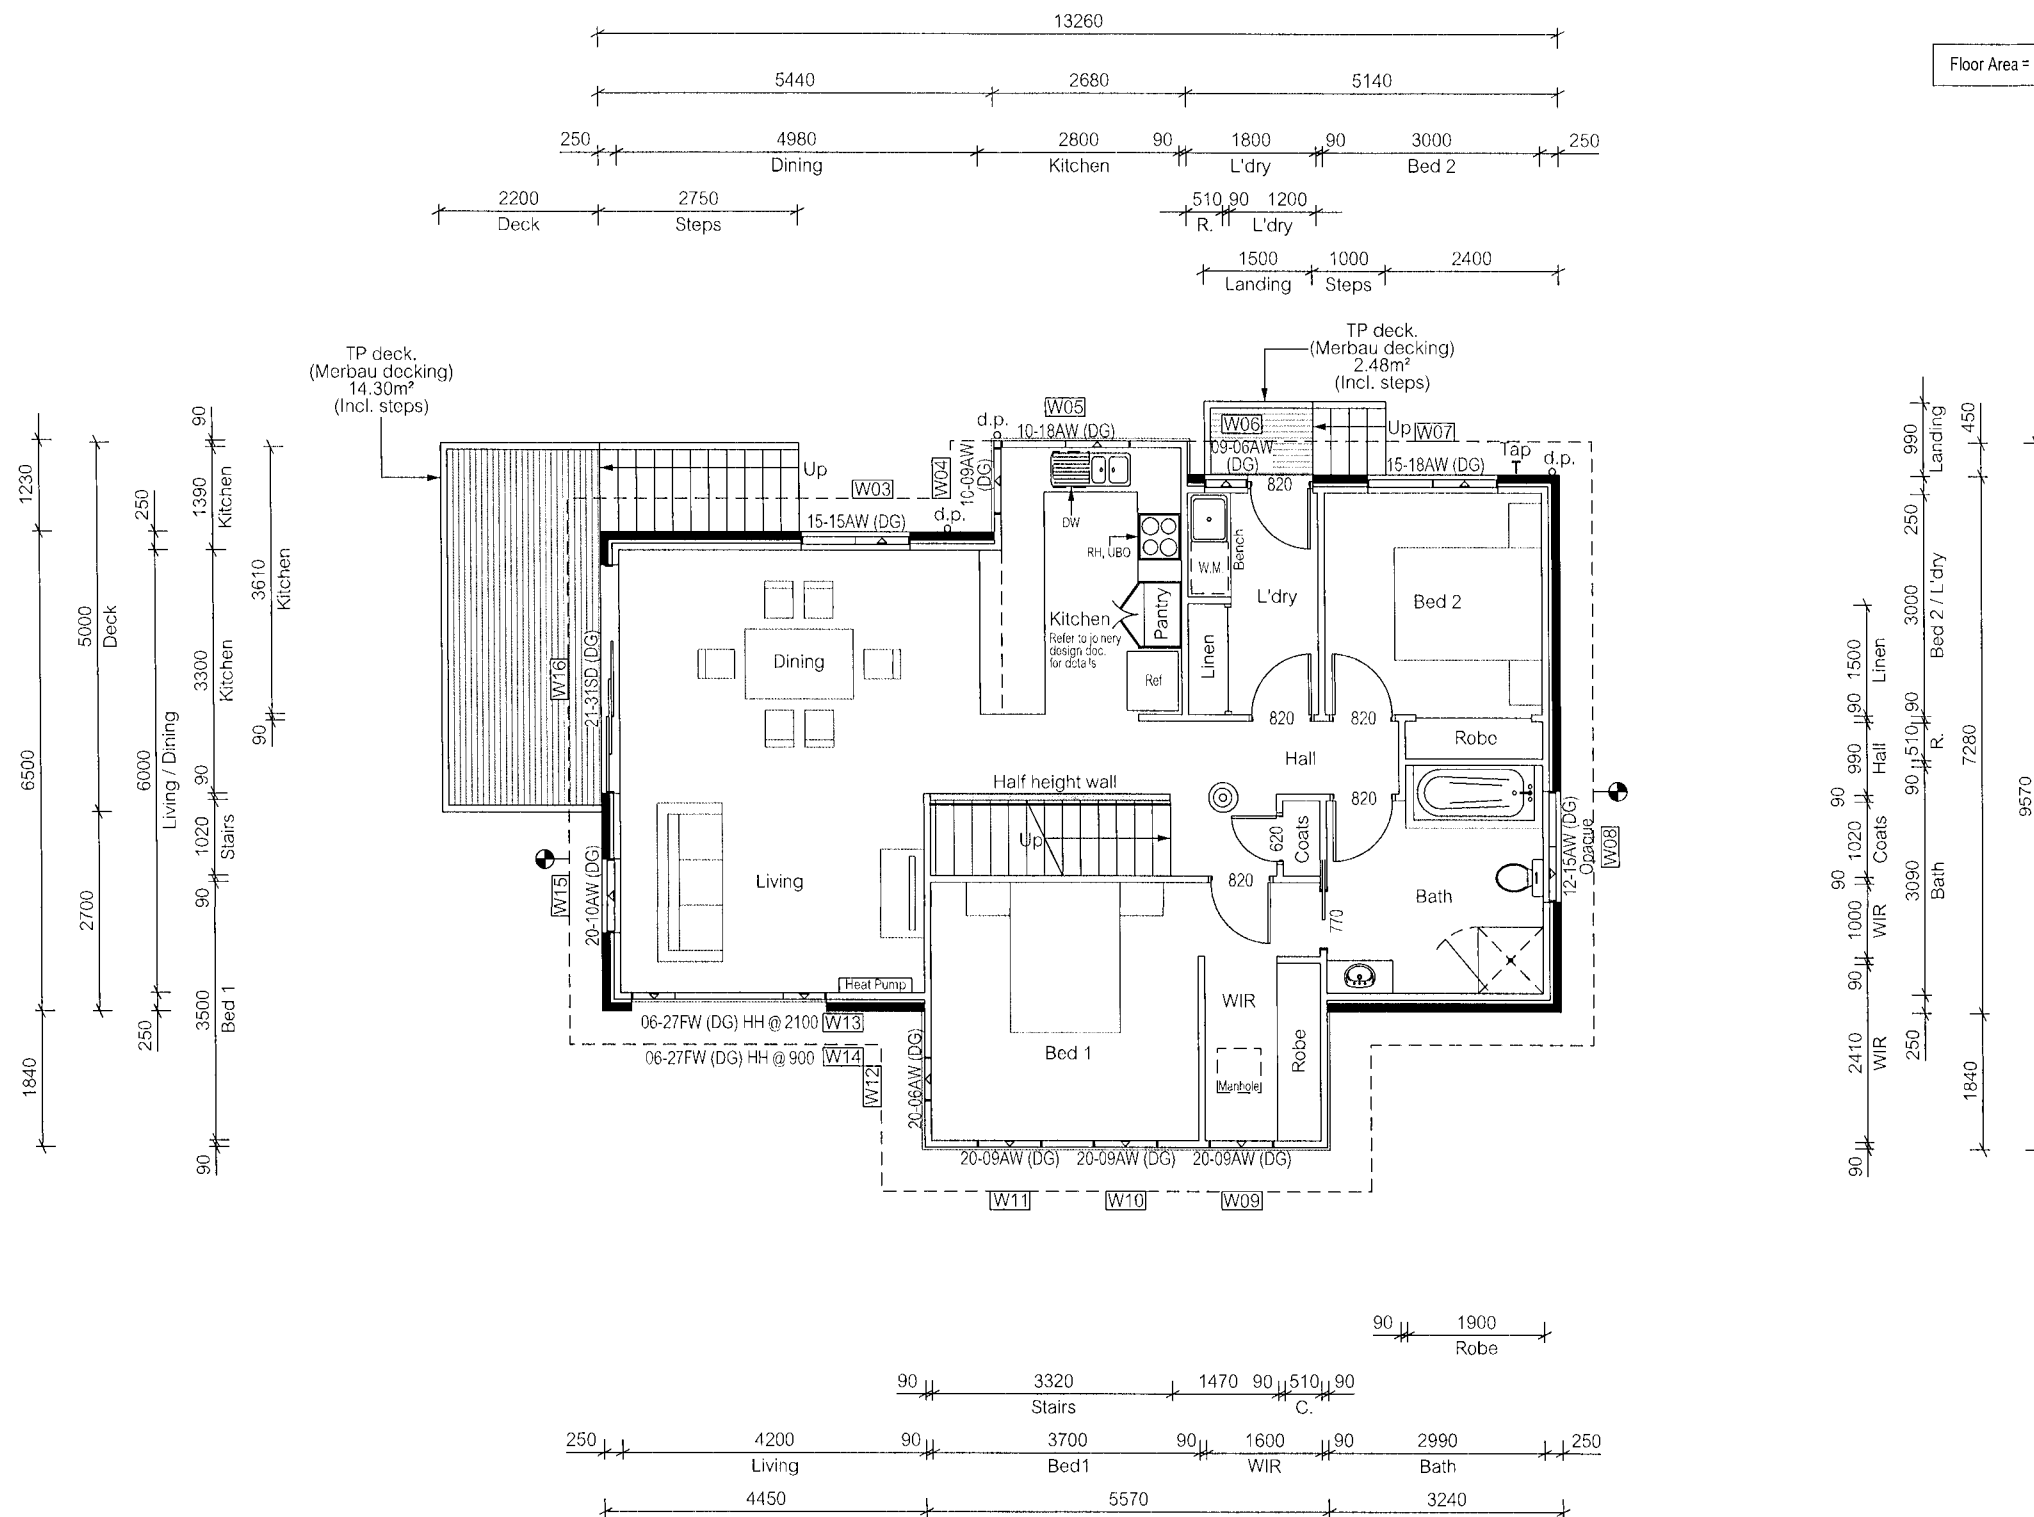 13260
Floor Area =
5440 2680 5140
250 4980 2800 90 1800 90 3000 250
Dining Kitchen L'dry Bed 2
2200 2750 510 90 1200
Deck Steps R. L'dry
1500 1000 2400
Landing Steps
TP deck.
(Merbau decking)
14.30m²
(Incl. steps)
TP deck.
(Merbau decking)
2.48m²
(Incl. steps)
1230
6500
1840
5000
Deck
2700
250
6000
Living / Dining
250
90
1390
Kitchen
3300
Kitchen
90
1020
Stairs
90
3500
Bed 1
90
3610
Kitchen
90
d.p.
W05
10-18AW (DG)
W06
09-06AW
(DG)
Up
W07
15-18AW (DG)
Tap
d.p.
Up
W03
W04
10-09AW
(DG)
15-15AW (DG)
d.p.
DW
RH, UBO
W.M.
Bench
820
L'dry
Bed 2
Kitchen
Refer to joinery
design doc.
for details
Pantry
Linen
Ref
Dining
W16
21-31SD (DG)
820
820
Robe
Hall
Half height wall
820
Up
620
Coats
820
12-15AW (DG)
Opaque
W08
Living
W15
20-10AW (DG)
Bath
770
Heat Pump
WIR
06-27FW (DG) HH @ 2100 W13
06-27FW (DG) HH @ 900 W14
W12
20-06AW (DG)
Bed 1
Robe
Manhole
20-09AW (DG) 20-09AW (DG) 20-09AW (DG)
W11 W10 W09
1500
Linen
90
990
Hall
90
1020
Coats
90
1000
WIR
90
2410
WIR
90
990
Landing
250
3000
Bed 2 / L'dry
90
510
R.
90
3090
Bath
250
450
7280
1840
9570
90 1900
Robe
90 3320 1470 90 510 90
Stairs C.
250 4200 90 3700 90 1600 90 2990 250
Living Bed1 WIR Bath
4450 5570 3240